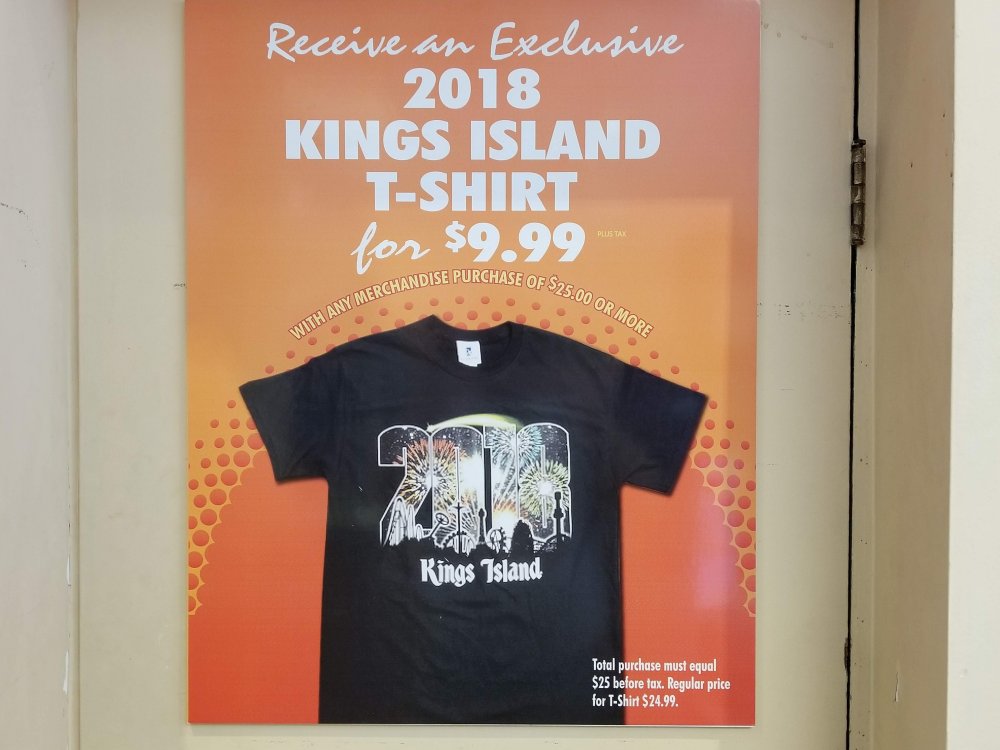 Receive an Exclusive
2018
KINGS ISLAND
T-SHIRT
for $9.99 PLUS TAX
WITH ANY MERCHANDISE PURCHASE OF $25.00 OR MORE
2018
Kings Island
Total purchase must equal
$25 before tax. Regular price
for T-Shirt $24.99.